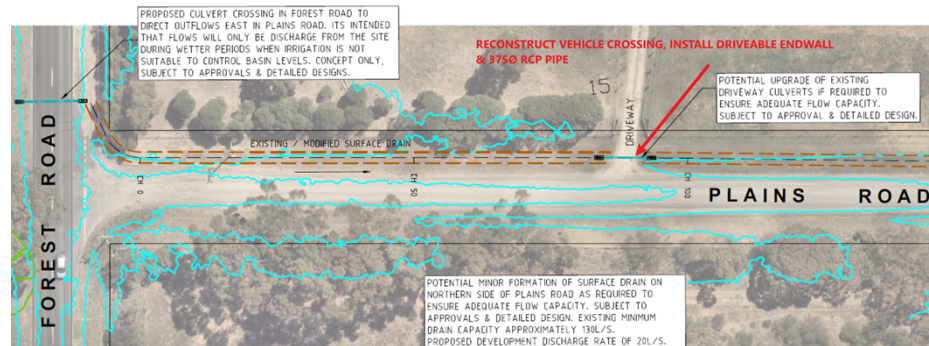 PROPOSED CULVERT CROSSING IN FOREST ROAD TO
DIRECT OUTFLOWS EAST IN PLAINS ROAD. ITS INTENDED
THAT FLOWS WILL ONLY BE DISCHARGE FROM THE SITE
DURING WETTER PERIODS WHEN IRRIGATION IS NOT
SUITABLE TO CONTROL BASIN LEVELS. CONCEPT ONLY,
SUBJECT TO APPROVALS & DETAILED DESIGNS.
RECONSTRUCT VEHICLE CROSSING, INSTALL DRIVEABLE ENDWALL
& 375Ø RCP PIPE
15
POTENTIAL UPGRADE OF EXISTING
DRIVEWAY CULVERTS IF REQUIRED TO
ENSURE ADEQUATE FLOW CAPACITY.
SUBJECT TO APPROVAL & DETAILED DESIGN.
DRIVEWAY
EXISTING / MODIFIED SURFACE DRAIN
CH 0
CH 50
CH 100
FOREST ROAD
PLAINS ROAD
POTENTIAL MINOR FORMATION OF SURFACE DRAIN ON
NORTHERN SIDE OF PLAINS ROAD AS REQUIRED TO
ENSURE ADEQUATE FLOW CAPACITY. SUBJECT TO
APPROVALS & DETAILED DESIGN. EXISTING MINIMUM
DRAIN CAPACITY APPROXIMATELY 130L/S.
PROPOSED DEVELOPMENT DISCHARGE RATE OF 20L/S.